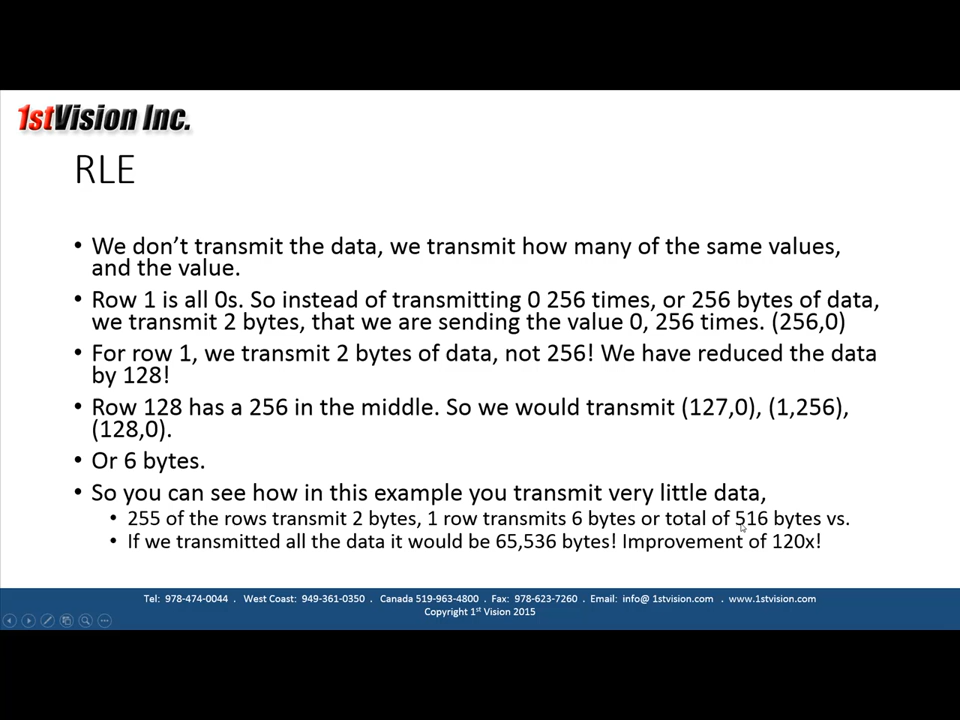 1stVision Inc.
RLE
• We don't transmit the data, we transmit how many of the same values,
and the value.
• Row 1 is all 0s. So instead of transmitting 0 256 times, or 256 bytes of data,
we transmit 2 bytes, that we are sending the value 0, 256 times. (256,0)
• For row 1, we transmit 2 bytes of data, not 256! We have reduced the data
by 128!
• Row 128 has a 256 in the middle. So we would transmit (127,0), (1,256),
(128,0).
• Or 6 bytes.
• So you can see how in this example you transmit very little data,
• 255 of the rows transmit 2 bytes, 1 row transmits 6 bytes or total of 516 bytes vs.
• If we transmitted all the data it would be 65,536 bytes! Improvement of 120x!
Tel: 978-474-0044 . West Coast: 949-361-0350 . Canada 519-963-4800 . Fax: 978-623-7260 . Email: info@ 1stvision.com . www.1stvision.com
Copyright 1st Vision 2015